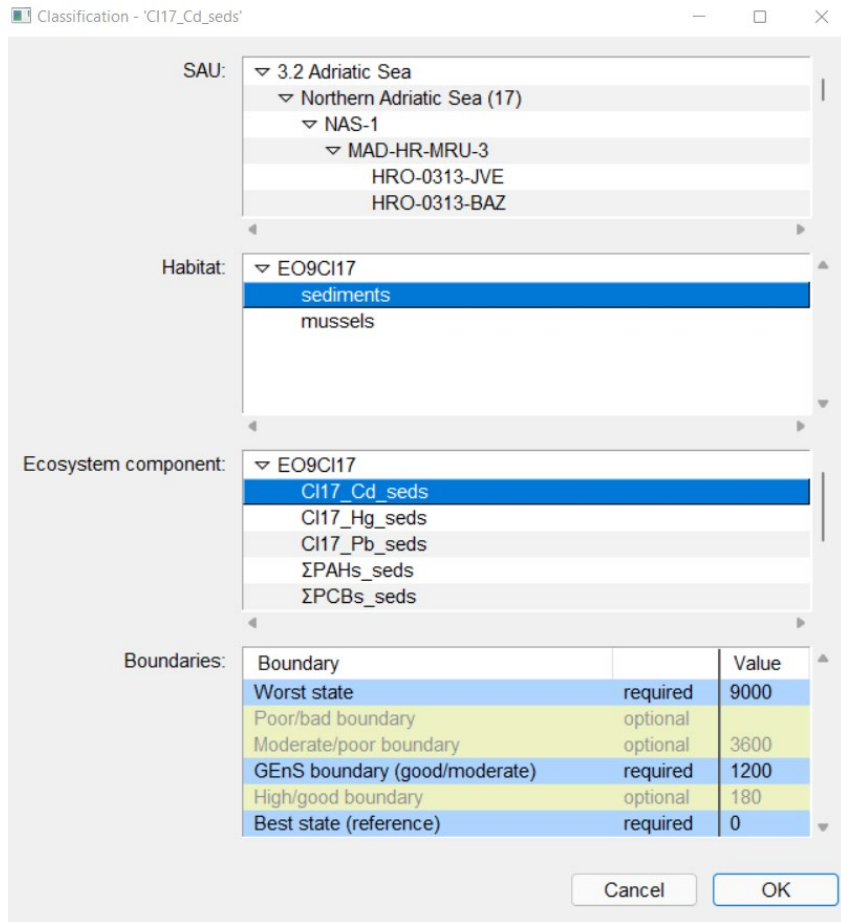 Classification - 'CI17_Cd_seds'
SAU:
3.2 Adriatic Sea
Northern Adriatic Sea (17)
NAS-1
MAD-HR-MRU-3
HRO-0313-JVE
HRO-0313-BAZ
Habitat:
EO9CI17
sediments
mussels
Ecosystem component:
EO9CI17
CI17_Cd_seds
CI17_Hg_seds
CI17_Pb_seds
ΣPAHs_seds
ΣPCBs_seds
Boundaries:
Boundary Value
Worst state required 9000
Poor/bad boundary optional
Moderate/poor boundary optional 3600
GEnS boundary (good/moderate) required 1200
High/good boundary optional 180
Best state (reference) required 0
Cancel OK